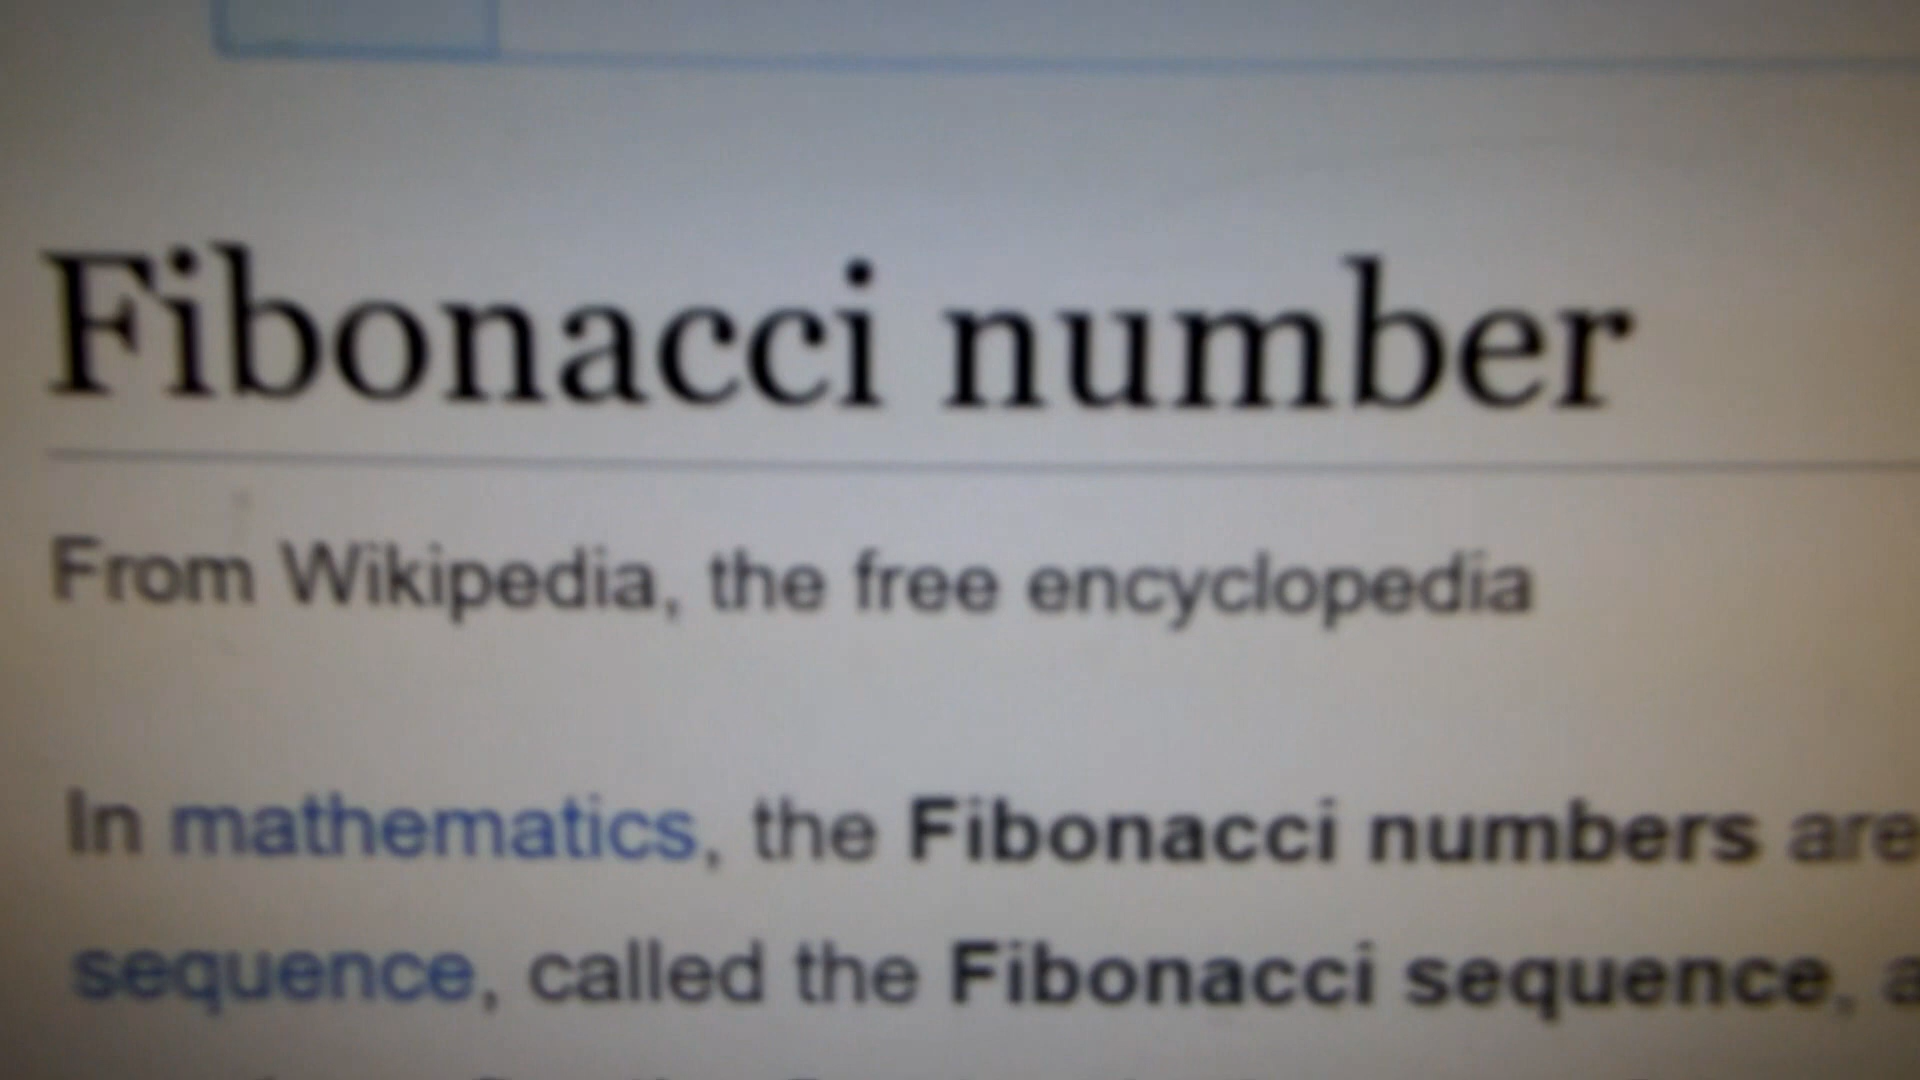 Fibonacci number
From Wikipedia, the free encyclopedia
In mathematics, the Fibonacci numbers are
sequence, called the Fibonacci sequence,